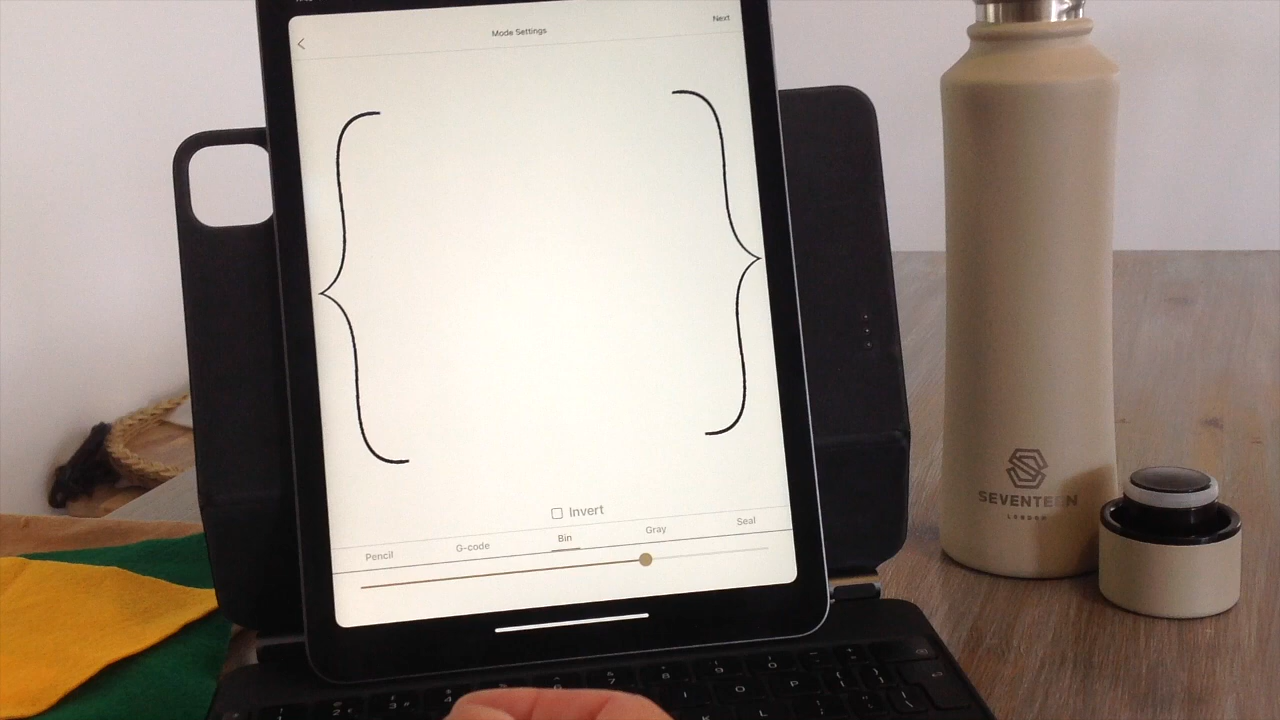 Mode Settings
Next
{ }
Invert
Pencil
G-code
Bin
Gray
Seal
SEVENTEEN
LONDON
I
O
P
K
L